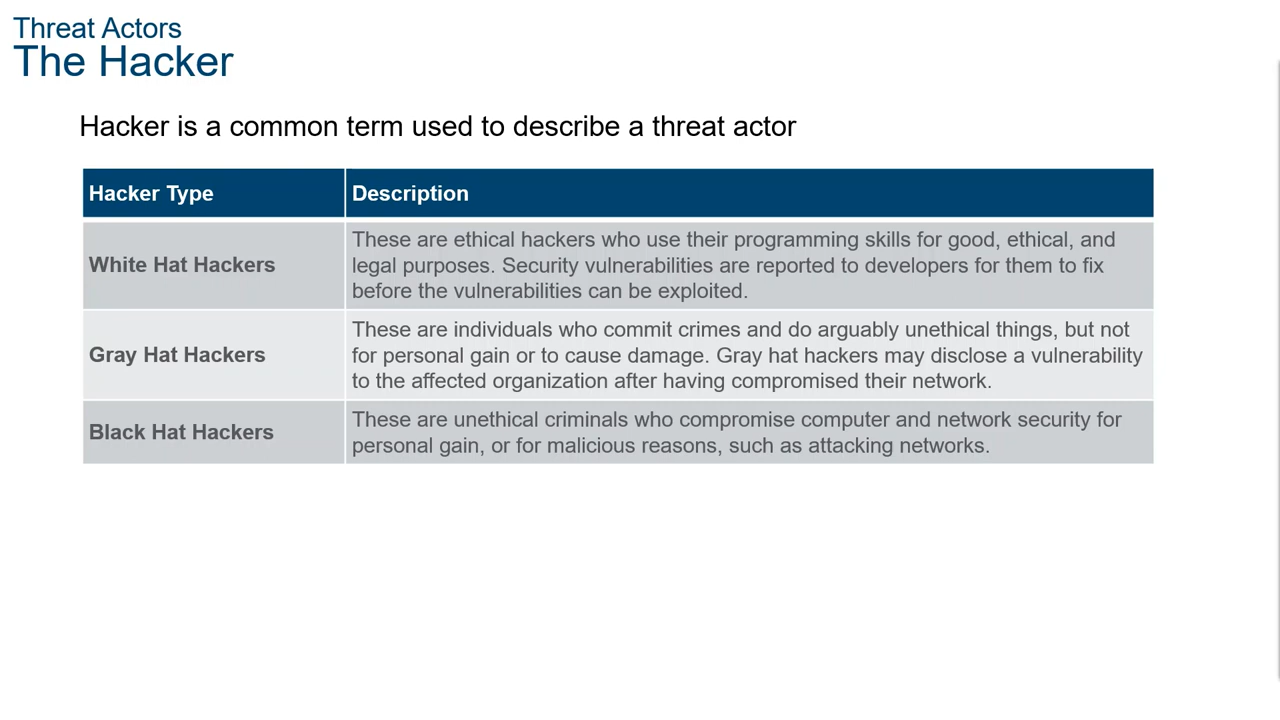 Threat Actors
The Hacker
Hacker is a common term used to describe a threat actor
Hacker Type
Description
White Hat Hackers
These are ethical hackers who use their programming skills for good, ethical, and
legal purposes. Security vulnerabilities are reported to developers for them to fix
before the vulnerabilities can be exploited.
Gray Hat Hackers
These are individuals who commit crimes and do arguably unethical things, but not
for personal gain or to cause damage. Gray hat hackers may disclose a vulnerability
to the affected organization after having compromised their network.
Black Hat Hackers
These are unethical criminals who compromise computer and network security for
personal gain, or for malicious reasons, such as attacking networks.